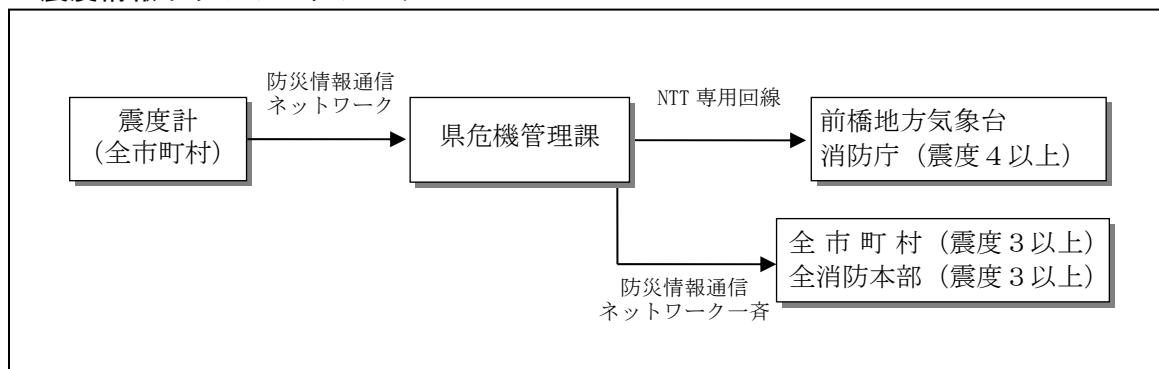 防災情報通信
ネットワーク
NTT 専用回線
震度計
（全市町村）
県危機管理課
前橋地方気象台
消防庁（震度４以上）
全 市 町 村（震度３以上）
全消防本部（震度３以上）
防災情報通信
ネットワーク一斉